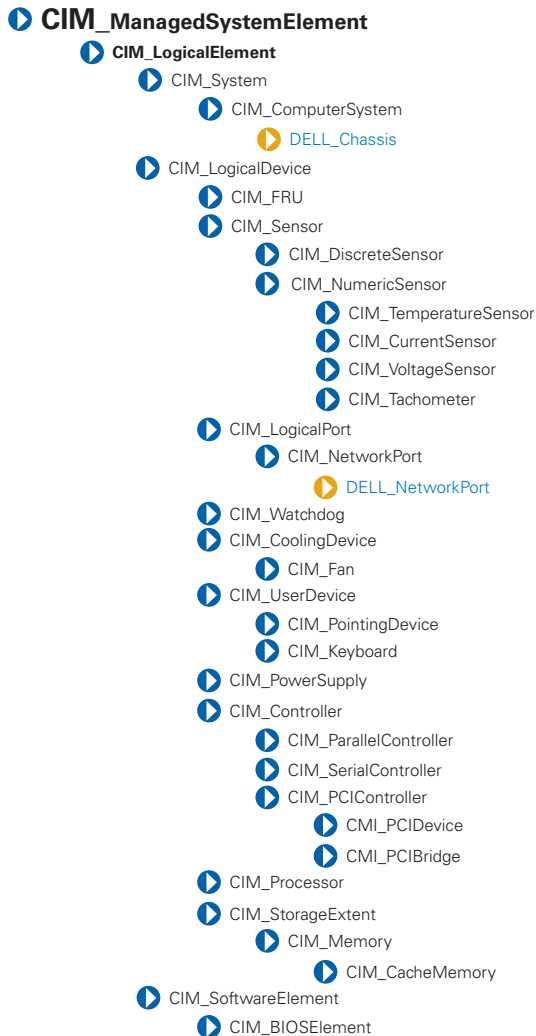 CIM_ManagedSystemElement
CIM_LogicalElement
CIM_System
CIM_ComputerSystem
DELL_Chassis
CIM_LogicalDevice
CIM_FRU
CIM_Sensor
CIM_DiscreteSensor
CIM_NumericSensor
CIM_TemperatureSensor
CIM_CurrentSensor
CIM_VoltageSensor
CIM_Tachometer
CIM_LogicalPort
CIM_NetworkPort
DELL_NetworkPort
CIM_Watchdog
CIM_CoolingDevice
CIM_Fan
CIM_UserDevice
CIM_PointingDevice
CIM_Keyboard
CIM_PowerSupply
CIM_Controller
CIM_ParallelController
CIM_SerialController
CIM_PCIController
CMI_PCIDevice
CMI_PCIBridge
CIM_Processor
CIM_StorageExtent
CIM_Memory
CIM_CacheMemory
CIM_SoftwareElement
CIM_BIOSElement